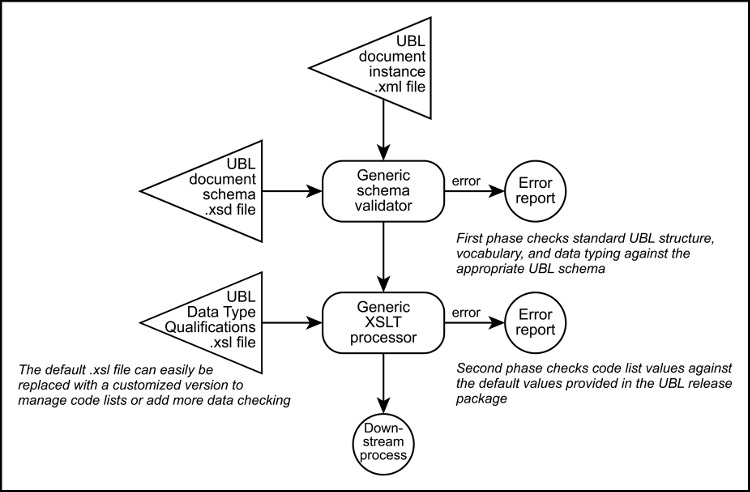 UBL
document
instance
.xml file
UBL
document
schema
.xsd file
Generic
schema
validator
error
Error
report
First phase checks standard UBL structure,
vocabulary, and data typing against the
appropriate UBL schema
UBL
Data Type
Qualifications
.xsl file
Generic
XSLT
processor
error
Error
report
The default .xsl file can easily be
replaced with a customized version to
manage code lists or add more data checking
Second phase checks code list values against
the default values provided in the UBL release
package
Down-
stream
process